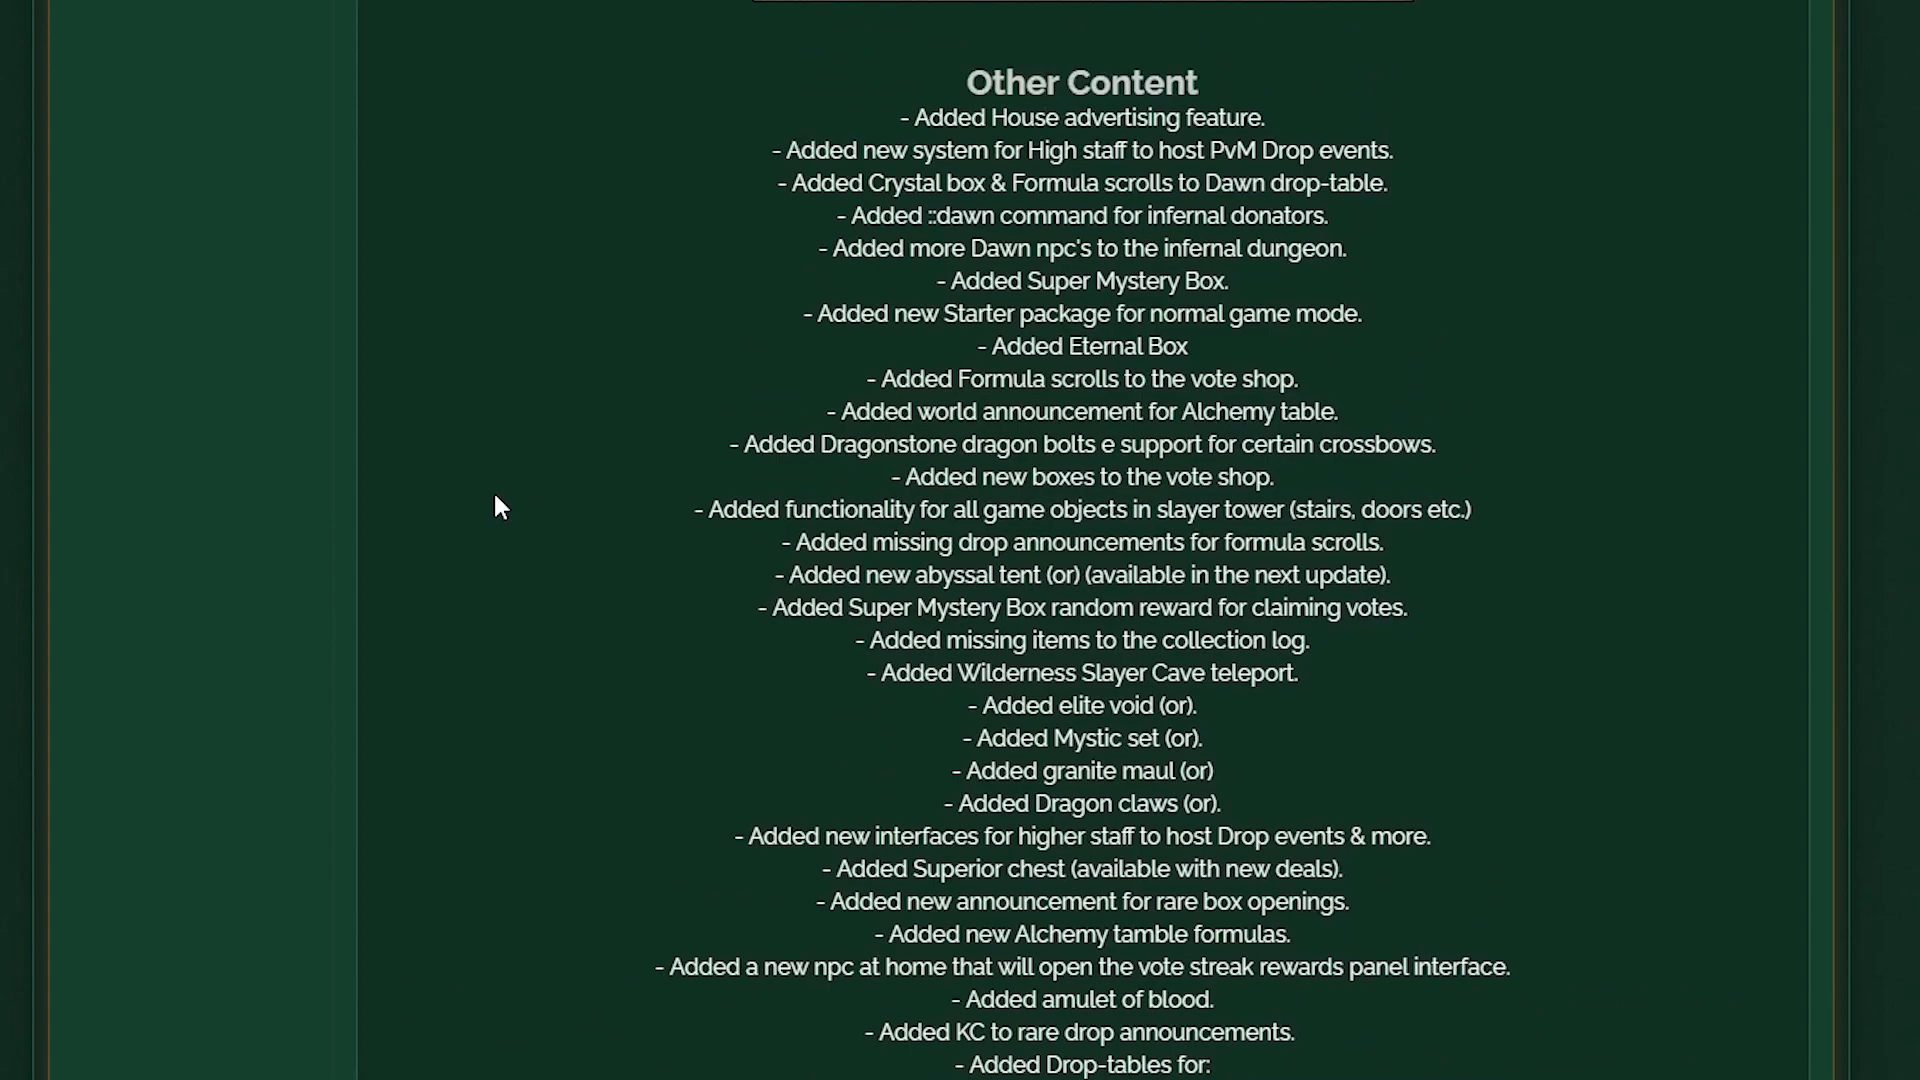 Other Content
- Added House advertising feature.
- Added new system for High staff to host PvM Drop events.
- Added Crystal box & Formula scrolls to Dawn drop-table.
- Added ::dawn command for infernal donators.
- Added more Dawn npc's to the infernal dungeon.
- Added Super Mystery Box.
- Added new Starter package for normal game mode.
- Added Eternal Box
- Added Formula scrolls to the vote shop.
- Added world announcement for Alchemy table.
- Added Dragonstone dragon bolts e support for certain crossbows.
- Added new boxes to the vote shop.
- Added functionality for all game objects in slayer tower (stairs, doors etc.)
- Added missing drop announcements for formula scrolls.
- Added new abyssal tent (or) (available in the next update).
- Added Super Mystery Box random reward for claiming votes.
- Added missing items to the collection log.
- Added Wilderness Slayer Cave teleport.
- Added elite void (or).
- Added Mystic set (or).
- Added granite maul (or)
- Added Dragon claws (or).
- Added new interfaces for higher staff to host Drop events & more.
- Added Superior chest (available with new deals).
- Added new announcement for rare box openings.
- Added new Alchemy tamble formulas.
- Added a new npc at home that will open the vote streak rewards panel interface.
- Added amulet of blood.
- Added KC to rare drop announcements.
- Added Drop-tables for: